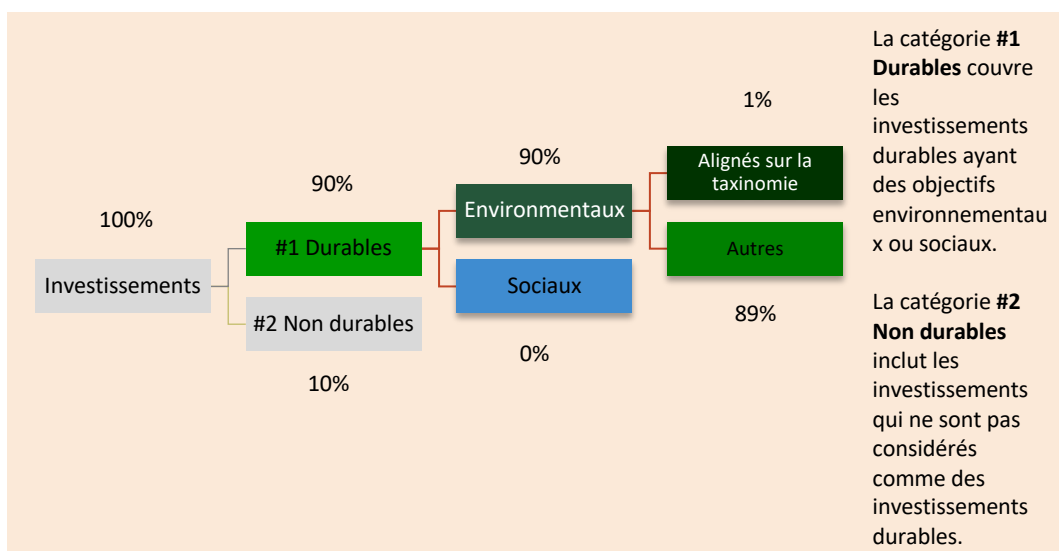 100%
Investissements
90%
#1 Durables
#2 Non durables
10%
90%
Environmentaux
Sociaux
0%
1%
Alignés sur la
taxinomie
Autres
89%
La catégorie #1
Durables couvre
les
investissements
durables ayant
des objectifs
environnementau
x ou sociaux.
La catégorie #2
Non durables
inclut les
investissements
qui ne sont pas
considérés
comme des
investissements
durables.